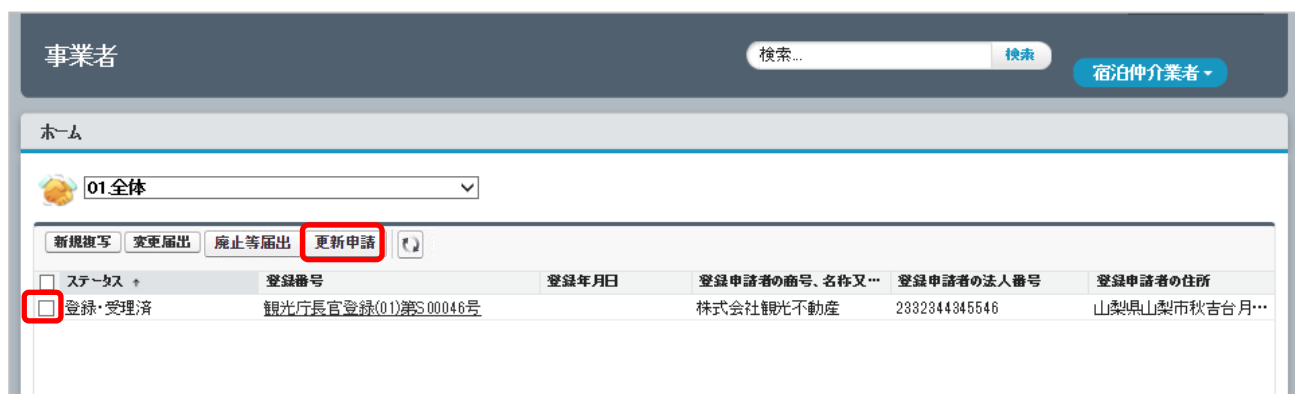 事業者 検索... 検索 宿泊仲介業者
ホーム
01.全体
新規複写 変更届出 廃止等届出 更新申請
ステータス ↑ 登録番号 登録年月日 登録申請者の商号、名称又… 登録申請者の法人番号 登録申請者の住所
登録・受理済 観光庁長官登録(01)第S00046号 株式会社観光不動産 2332344345546 山梨県山梨市秋吉台月…